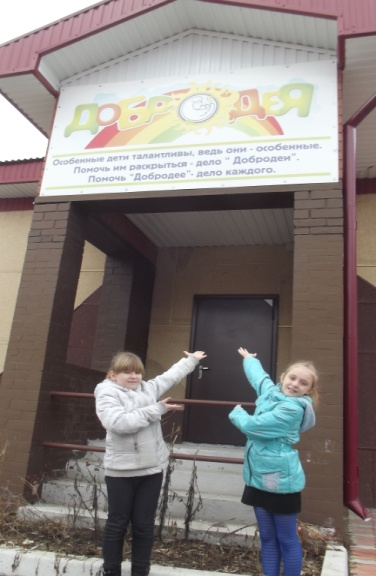 ДОБРОДЕЯ
Особенные дети талантливы, ведь они - особенные.
Помочь им раскрыться - дело " Добродеи".
Помочь "Добродее"- дело каждого.